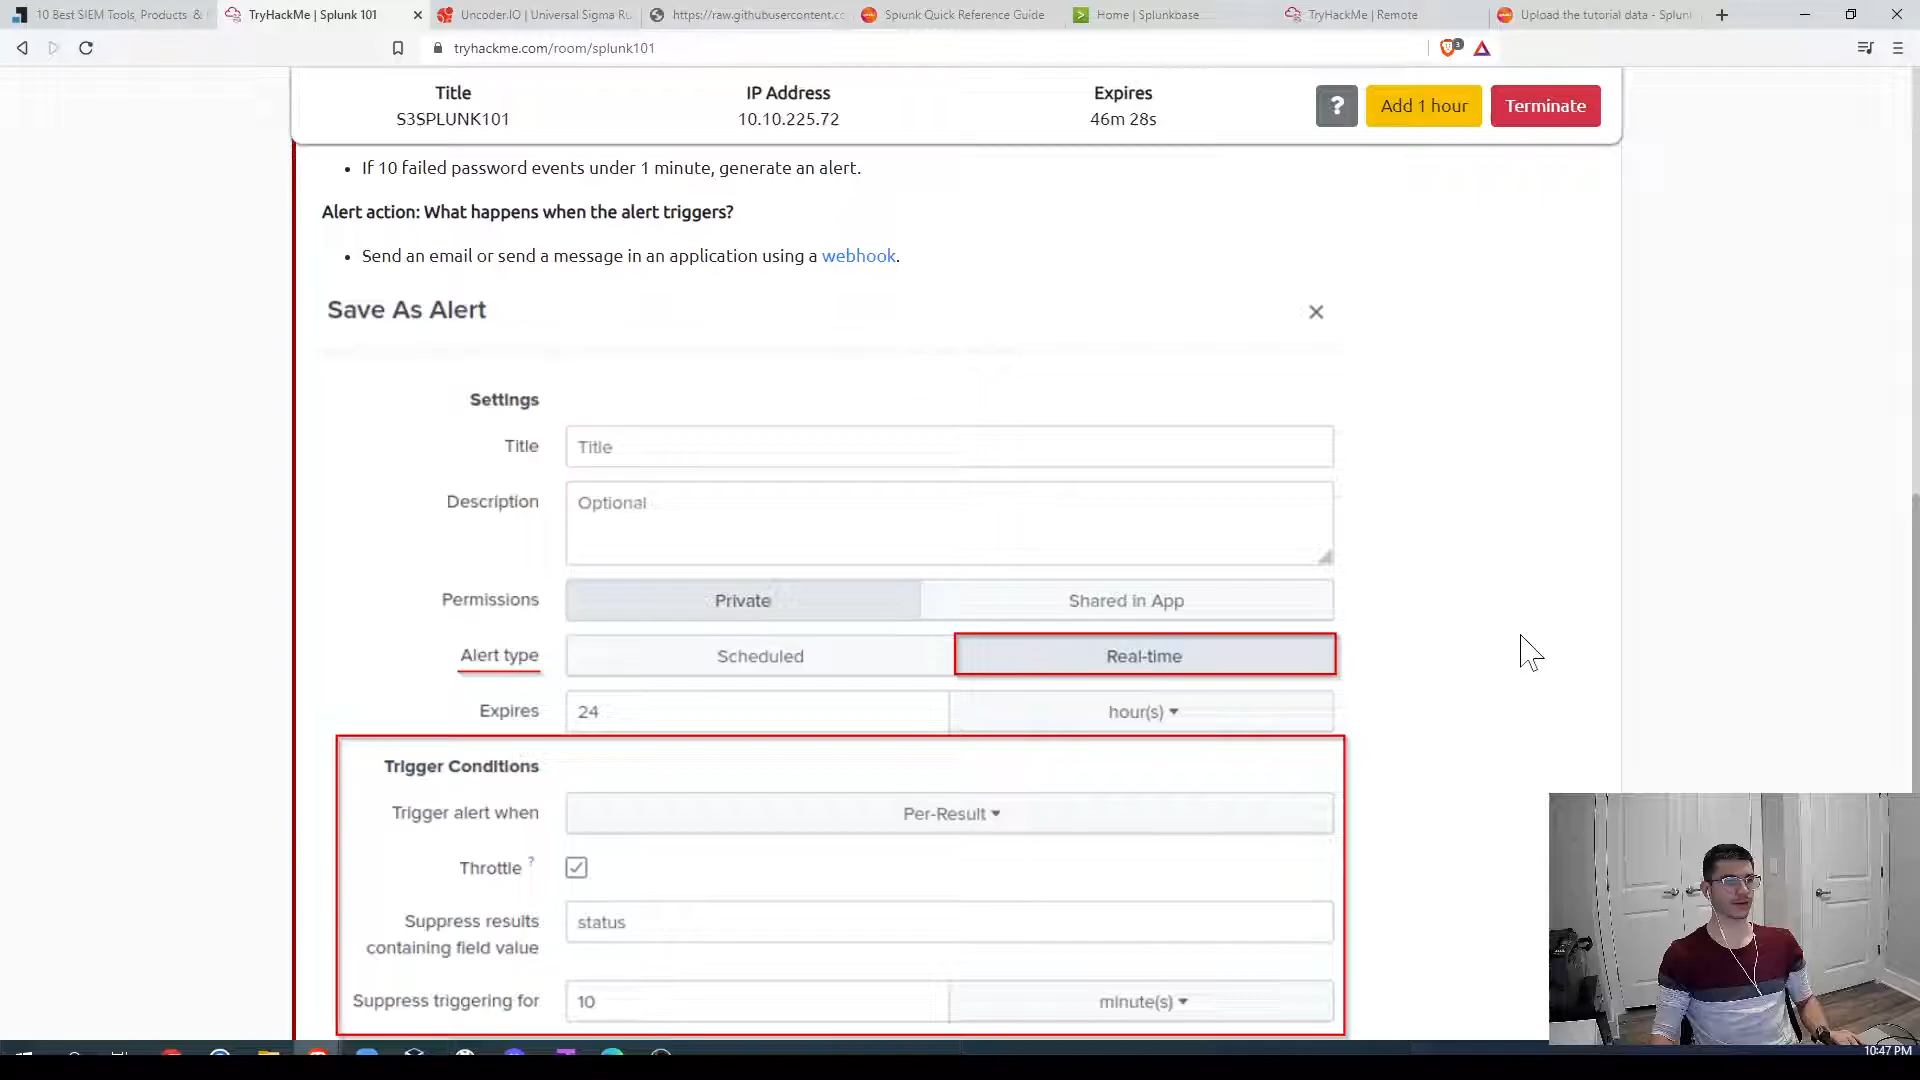 10 Best SIEM Tools, Products &
TryHackMe | Splunk 101
Uncoder.IO | Universal Sigma Ru
https://raw.githubusercontent.cc
Splunk Quick Reference Guide
Home | Splunkbase
TryHackMe | Remote
Upload the tutorial data - Splun
tryhackme.com/room/splunk101
3
Title
IP Address
Expires
S3SPLUNK101
10.10.225.72
46m 28s
?
Add 1 hour
Terminate
• If 10 failed password events under 1 minute, generate an alert.
Alert action: What happens when the alert triggers?
• Send an email or send a message in an application using a webhook.
Save As Alert
Settings
Title
Title
Description
Optional
Permissions
Private
Shared in App
Alert type
Scheduled
Real-time
Expires
24
hour(s)
Trigger Conditions
Trigger alert when
Per-Result
Throttle ?
Suppress results
containing field value
status
Suppress triggering for
10
minute(s)
10:47 PM